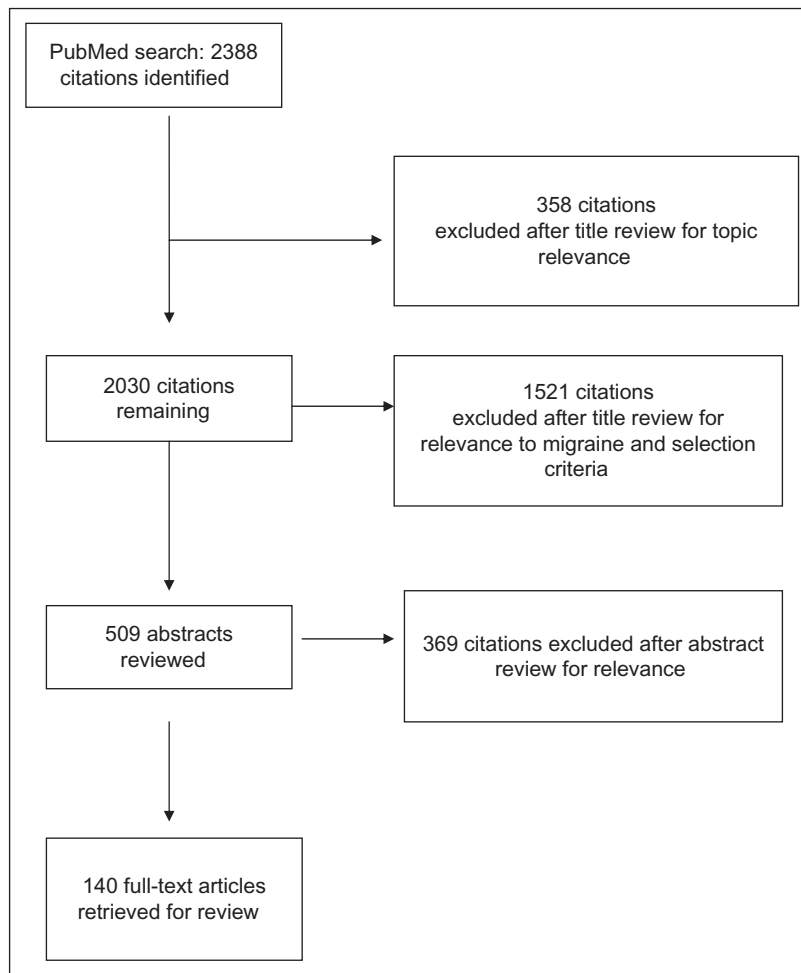 PubMed search: 2388
citations identified
358 citations
excluded after title review for topic
relevance
2030 citations
remaining
1521 citations
excluded after title review for
relevance to migraine and selection
criteria
509 abstracts
reviewed
369 citations excluded after abstract
review for relevance
140 full-text articles
retrieved for review